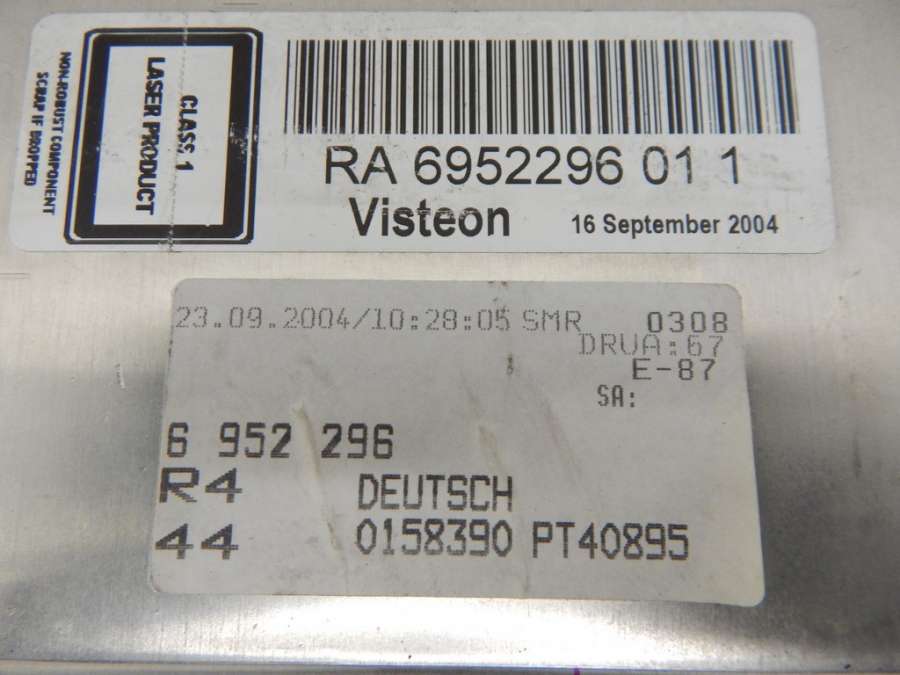 NON-ROBUST COMPONENT
SCRAP IF DROPPED
CLASS 1
LASER PRODUCT
RA 6952296 01 1
Visteon 16 September 2004
23.09.2004/10:28:05 SMR 0308
DRVA:67
E-87
SA:
6 952 296
R4 DEUTSCH
44 0158390 PT40895